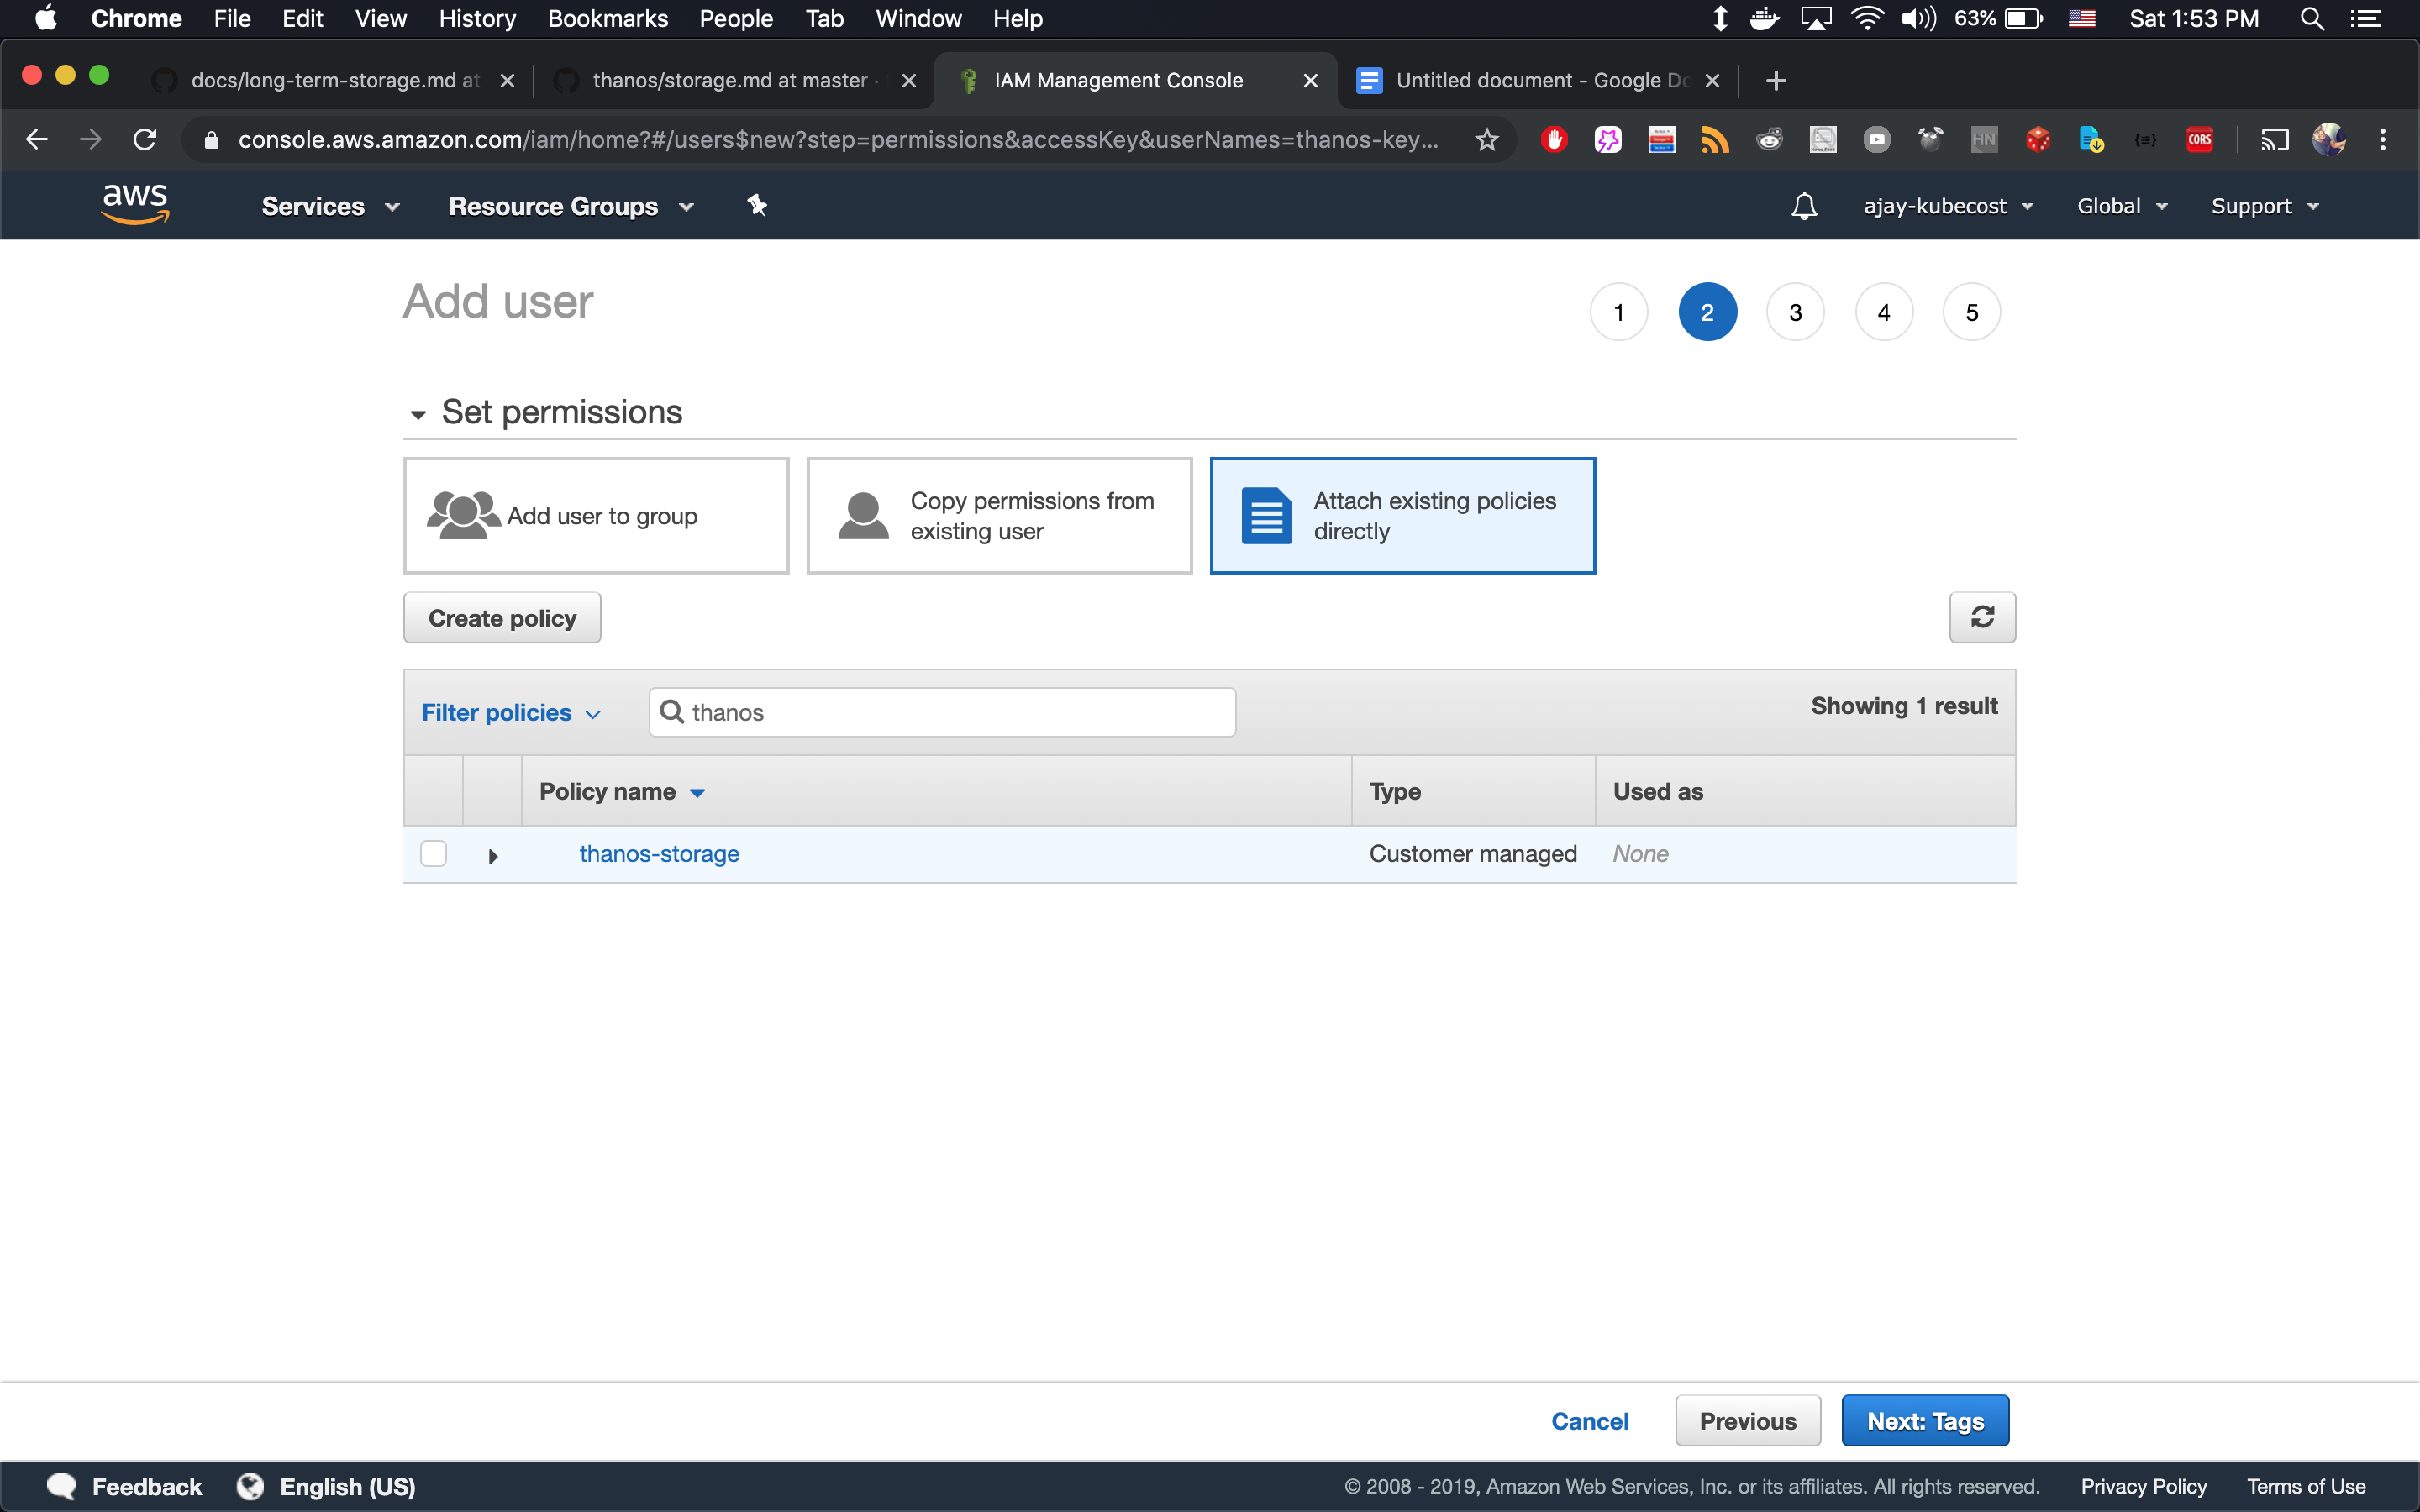 Chrome File Edit View History Bookmarks People Tab Window Help 63% Sat 1:53 PM
docs/long-term-storage.md at thanos/storage.md at master · IAM Management Console Untitled document - Google Do
console.aws.amazon.com/iam/home?#/users$new?step=permissions&accessKey&userNames=thanos-key... HN {≡} CORS
aws Services Resource Groups ajay-kubecost Global Support
Add user 1 2 3 4 5
Set permissions
Add user to group
Copy permissions from
existing user
Attach existing policies
directly
Create policy
Filter policies thanos Showing 1 result
Policy name Type Used as
thanos-storage Customer managed None
Cancel Previous Next: Tags
Feedback English (US) © 2008 - 2019, Amazon Web Services, Inc. or its affiliates. All rights reserved. Privacy Policy Terms of Use